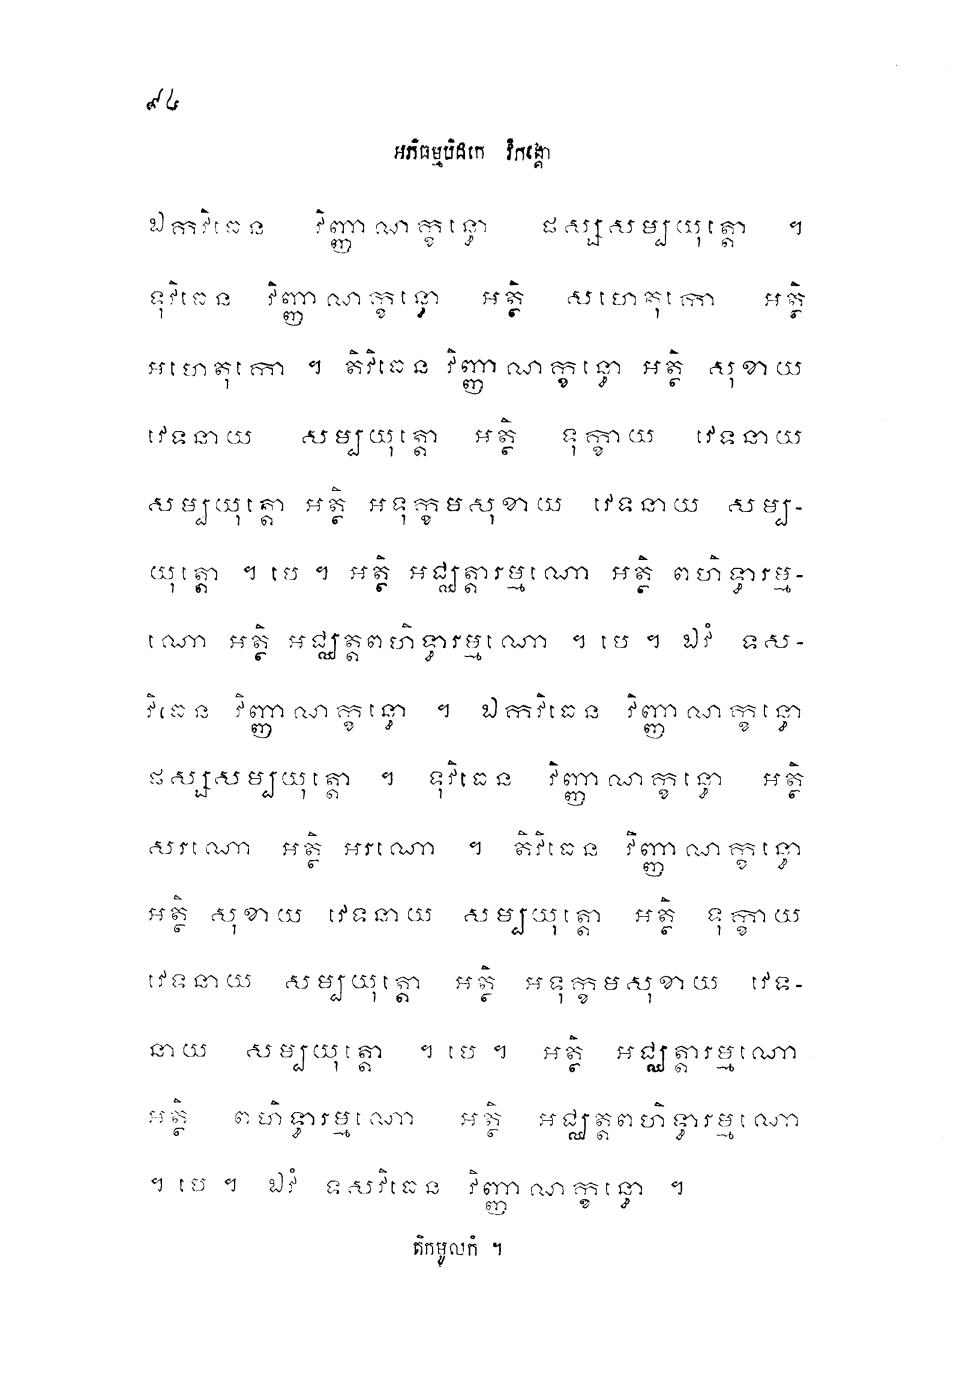 ៩៤
អភិធម្មបិដកេ វិភង្គោ
ឯកវិធេន វិញ្ញាណក្ខន្ធោ ផស្សសម្បយុត្តោ ។
ទុវិធេន វិញ្ញាណក្ខន្ធោ អត្ថិ សហេតុកោ អត្ថិ
អហេតុកោ ។ តិវិធេន វិញ្ញាណក្ខន្ធោ អត្ថិ សុខាយ
វេទនាយ សម្បយុត្តោ អត្ថិ ទុក្ខាយ វេទនាយ
សម្បយុត្តោ អត្ថិ អទុក្ខមសុខាយ វេទនាយ សម្ប-
យុត្តោ ។ បេ ។ អត្ថិ អជ្ឈត្តារម្មណោ អត្ថិ ពហិទ្ធារម្ម-
ណោ អត្ថិ អជ្ឈត្តពហិទ្ធារម្មណោ ។ បេ ។ ឯវំ ទស-
វិធេន វិញ្ញាណក្ខន្ធោ ។ ឯកវិធេន វិញ្ញាណក្ខន្ធោ
ផស្សសម្បយុត្តោ ។ ទុវិធេន វិញ្ញាណក្ខន្ធោ អត្ថិ
សរណោ អត្ថិ អរណោ ។ តិវិធេន វិញ្ញាណក្ខន្ធោ
អត្ថិ សុខាយ វេទនាយ សម្បយុត្តោ អត្ថិ ទុក្ខាយ
វេទនាយ សម្បយុត្តោ អត្ថិ អទុក្ខមសុខាយ វេទ-
នាយ សម្បយុត្តោ ។ បេ ។ អត្ថិ អជ្ឈត្តារម្មណោ
អត្ថិ ពហិទ្ធារម្មណោ អត្ថិ អជ្ឈត្តពហិទ្ធារម្មណោ
។ បេ ។ ឯវំ ទសវិធេន វិញ្ញាណក្ខន្ធោ ។
តិកមូលកំ ។